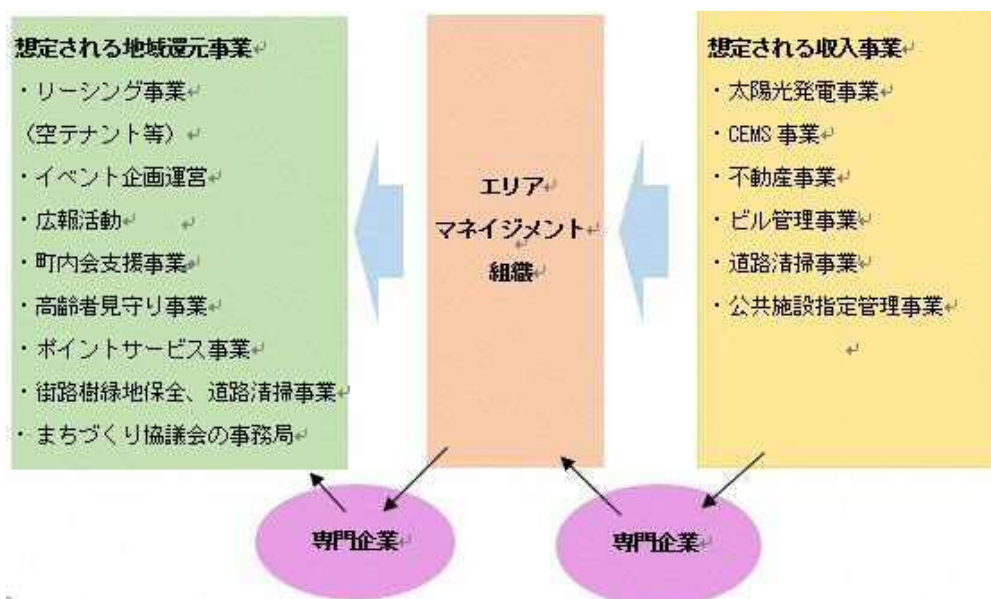 想定される地域還元事業
・リーシング事業
（空テナント等）
・イベント企画運営
・広報活動
・町内会支援事業
・高齢者見守り事業
・ポイントサービス事業
・街路樹緑地保全、道路清掃事業
・まちづくり協議会の事務局
エリア
マネイジメント
組織
想定される収入事業
・太陽光発電事業
・CEMS 事業
・不動産事業
・ビル管理事業
・道路清掃事業
・公共施設指定管理事業
専門企業
専門企業